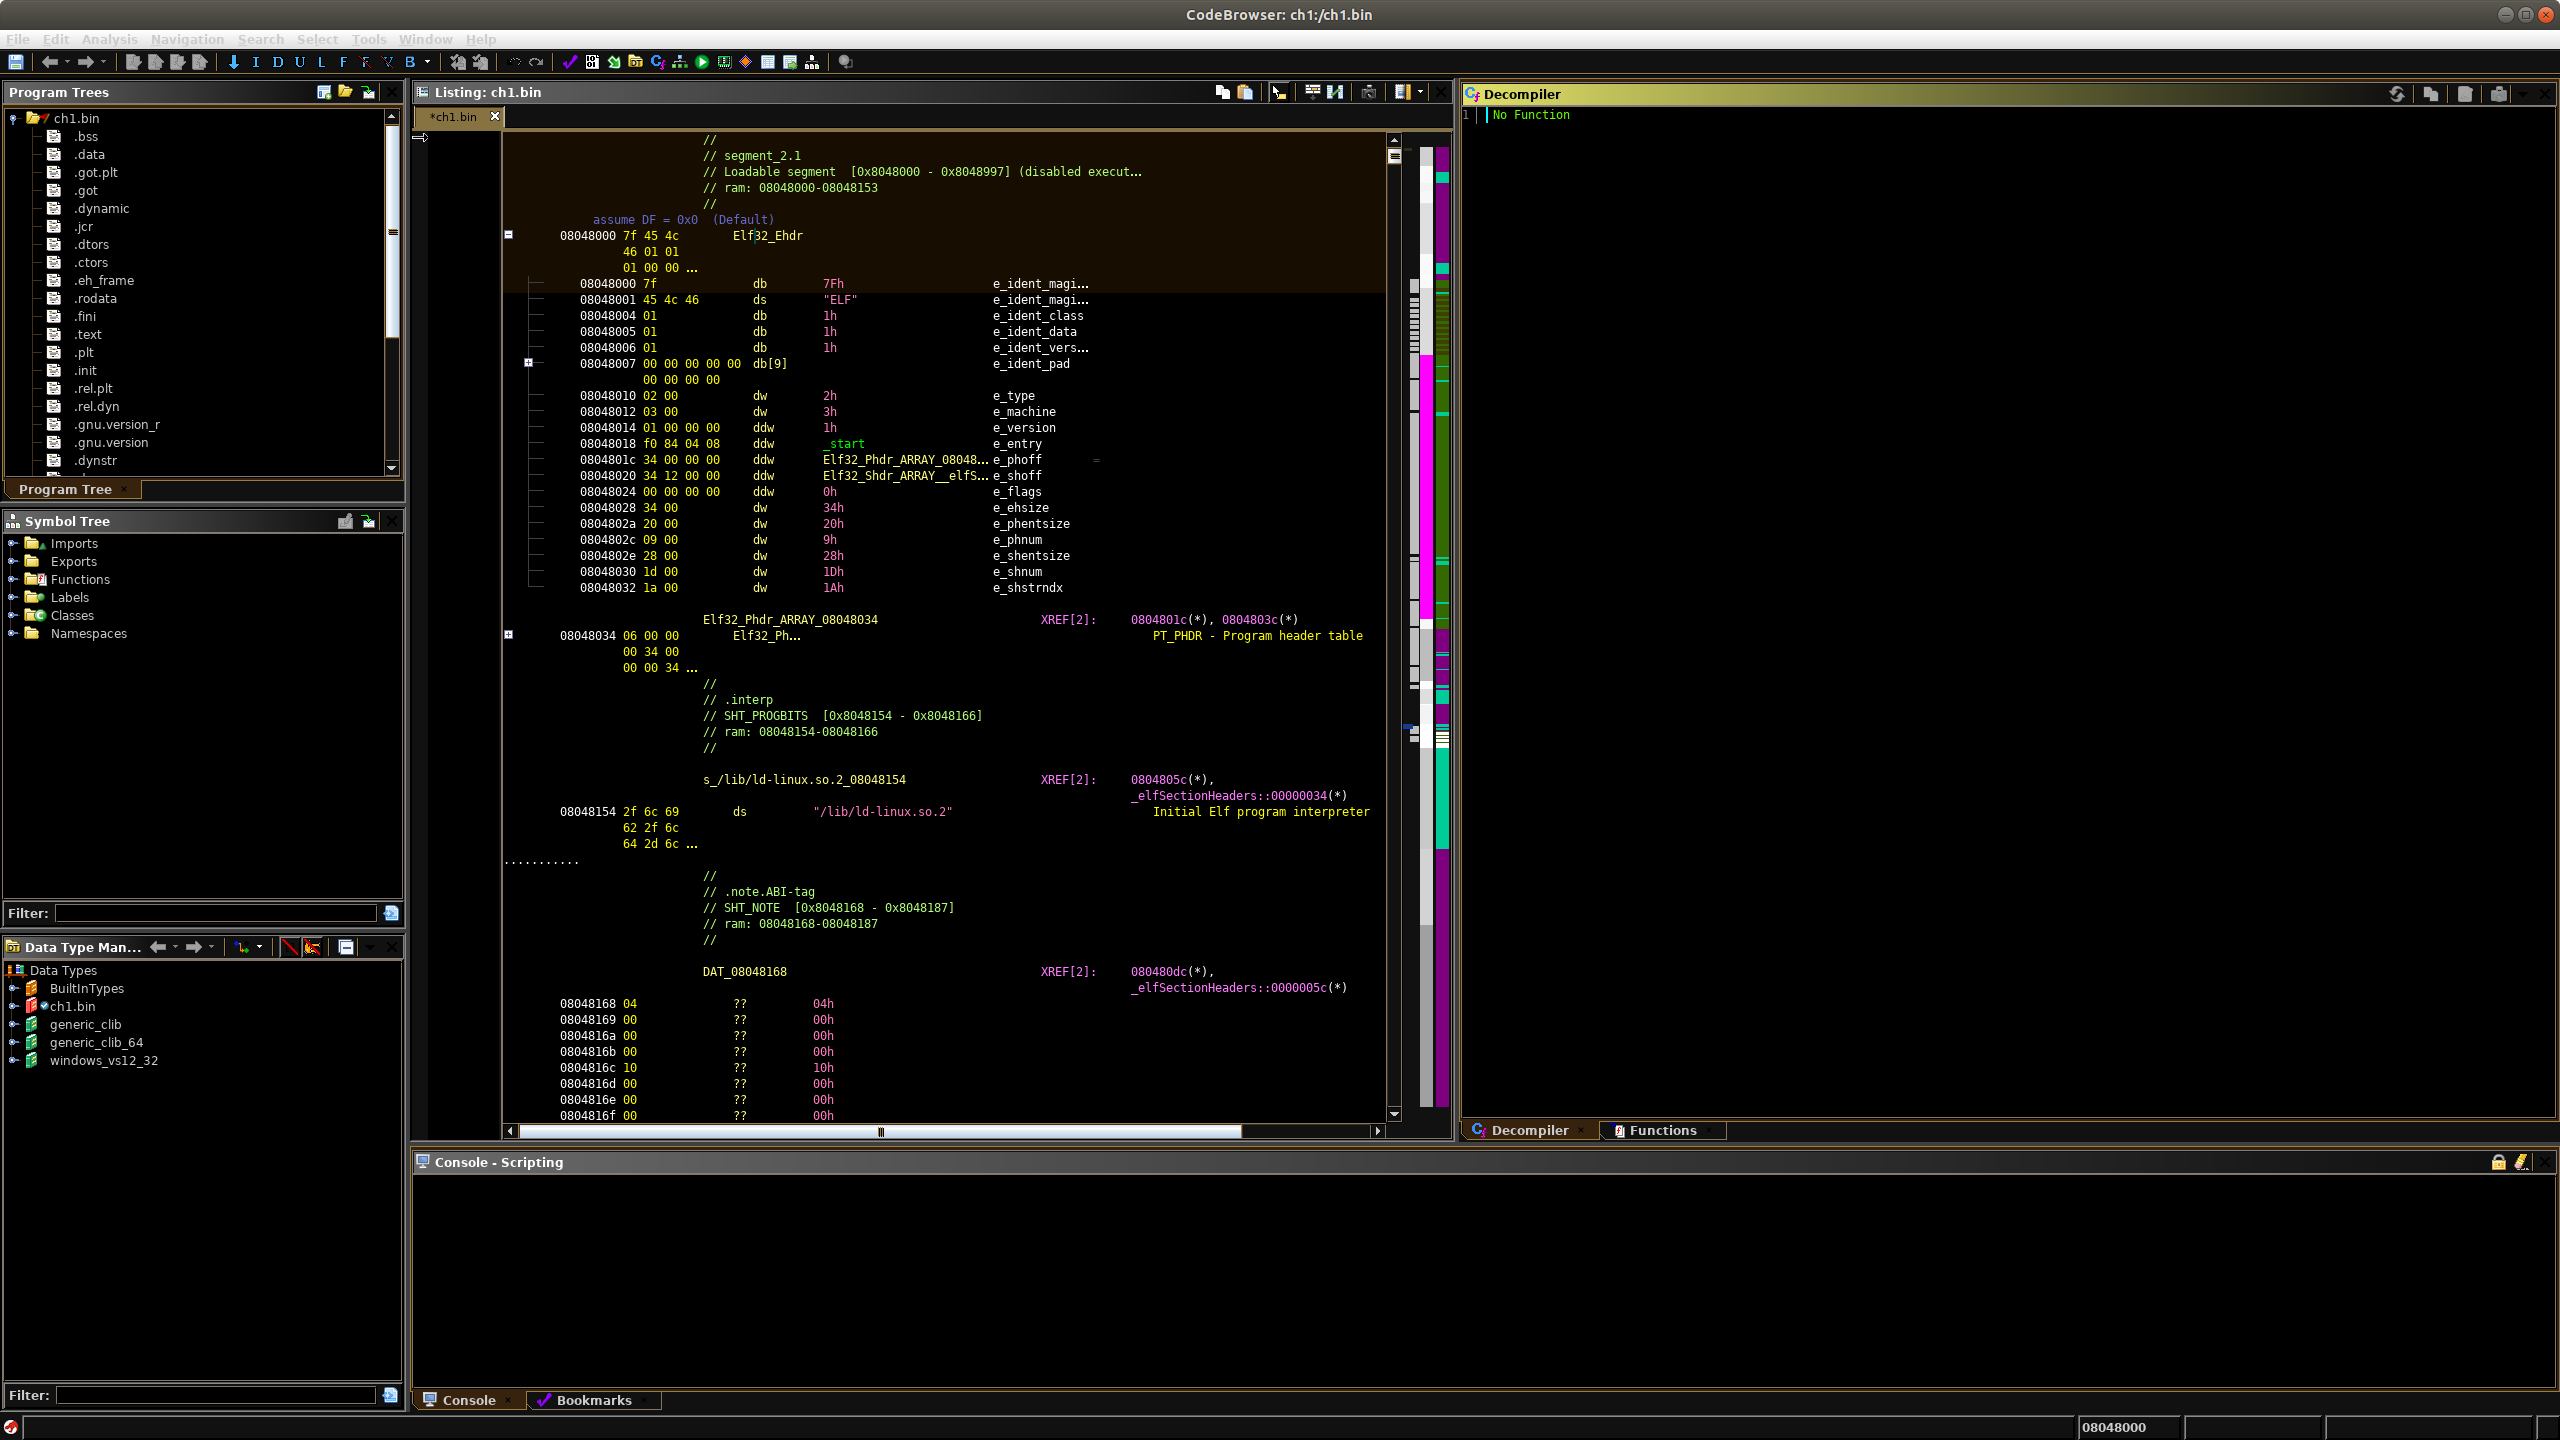 CodeBrowser: ch1:/ch1.bin
File Edit Analysis Navigation Search Select Tools Window Help
I D U L F F V B
Program Trees
ch1.bin
.bss
.data
.got.plt
.got
.dynamic
.jcr
.dtors
.ctors
.eh_frame
.rodata
.fini
.text
.plt
.init
.rel.plt
.rel.dyn
.gnu.version_r
.gnu.version
.dynstr
Program Tree
Symbol Tree
Imports
Exports
Functions
Labels
Classes
Namespaces
Filter:
Data Type Man...
Data Types
BuiltInTypes
ch1.bin
generic_clib
generic_clib_64
windows_vs12_32
Filter:
Listing: ch1.bin
*ch1.bin
//
// segment_2.1
// Loadable segment [0x8048000 - 0x8048997] (disabled execut...
// ram: 08048000-08048153
//
assume DF = 0x0 (Default)
08048000 7f 45 4c Elf32_Ehdr
46 01 01
01 00 00 ...
08048000 7f db 7Fh e_ident_magi...
08048001 45 4c 46 ds "ELF" e_ident_magi...
08048004 01 db 1h e_ident_class
08048005 01 db 1h e_ident_data
08048006 01 db 1h e_ident_vers...
08048007 00 00 00 00 00 db[9] e_ident_pad
00 00 00 00
08048010 02 00 dw 2h e_type
08048012 03 00 dw 3h e_machine
08048014 01 00 00 00 ddw 1h e_version
08048018 f0 84 04 08 ddw _start e_entry
0804801c 34 00 00 00 ddw Elf32_Phdr_ARRAY_08048... e_phoff =
08048020 34 12 00 00 ddw Elf32_Shdr_ARRAY__elfS... e_shoff
08048024 00 00 00 00 ddw 0h e_flags
08048028 34 00 dw 34h e_ehsize
0804802a 20 00 dw 20h e_phentsize
0804802c 09 00 dw 9h e_phnum
0804802e 28 00 dw 28h e_shentsize
08048030 1d 00 dw 1Dh e_shnum
08048032 1a 00 dw 1Ah e_shstrndx
Elf32_Phdr_ARRAY_08048034 XREF[2]: 0804801c(*), 0804803c(*)
08048034 06 00 00 Elf32_Ph... PT_PHDR - Program header table
00 34 00
00 00 34 ...
//
// .interp
// SHT_PROGBITS [0x8048154 - 0x8048166]
// ram: 08048154-08048166
//
s_/lib/ld-linux.so.2_08048154 XREF[2]: 0804805c(*),
_elfSectionHeaders::00000034(*)
08048154 2f 6c 69 ds "/lib/ld-linux.so.2" Initial Elf program interpreter
62 2f 6c
64 2d 6c ...
...........
//
// .note.ABI-tag
// SHT_NOTE [0x8048168 - 0x8048187]
// ram: 08048168-08048187
//
DAT_08048168 XREF[2]: 080480dc(*),
_elfSectionHeaders::0000005c(*)
08048168 04 ?? 04h
08048169 00 ?? 00h
0804816a 00 ?? 00h
0804816b 00 ?? 00h
0804816c 10 ?? 10h
0804816d 00 ?? 00h
0804816e 00 ?? 00h
0804816f 00 ?? 00h
Decompiler
1 No Function
Decompiler
Functions
Console - Scripting
Console
Bookmarks
08048000